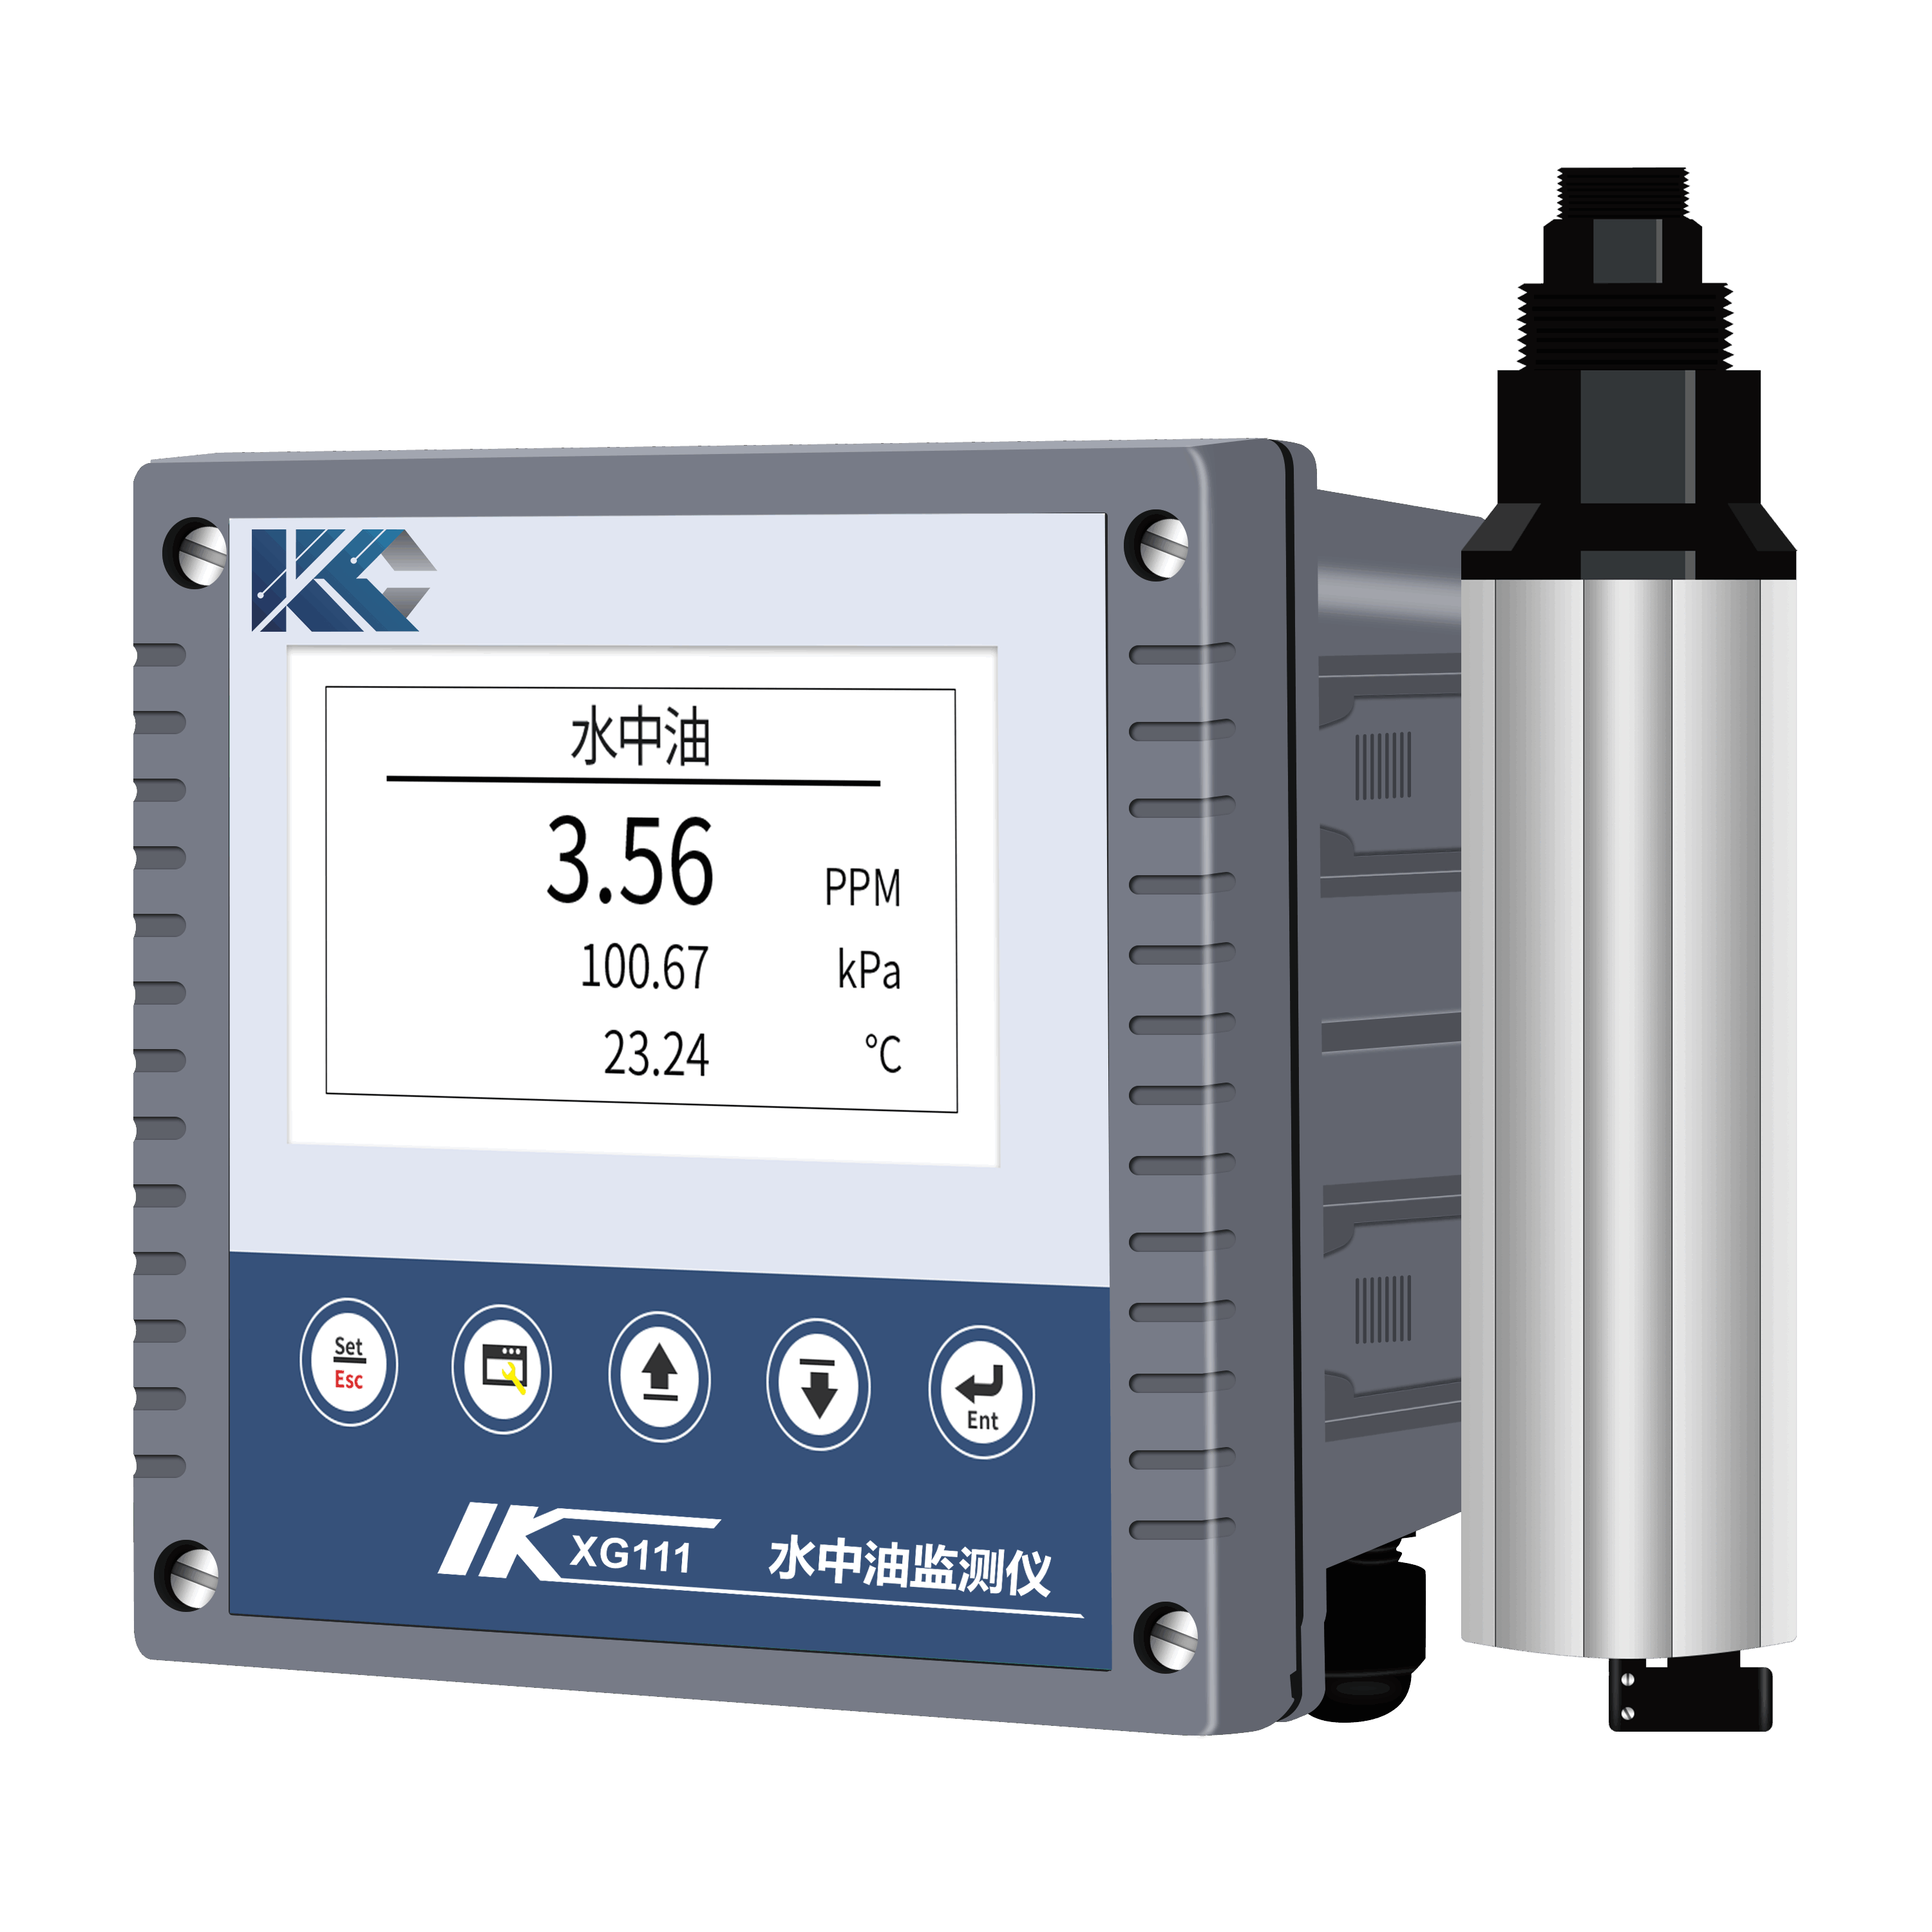 KC
水中油
3.56 PPM
100.67 kPa
23.24 °C
Set
Esc
Ent
K XG111 水中油监测仪